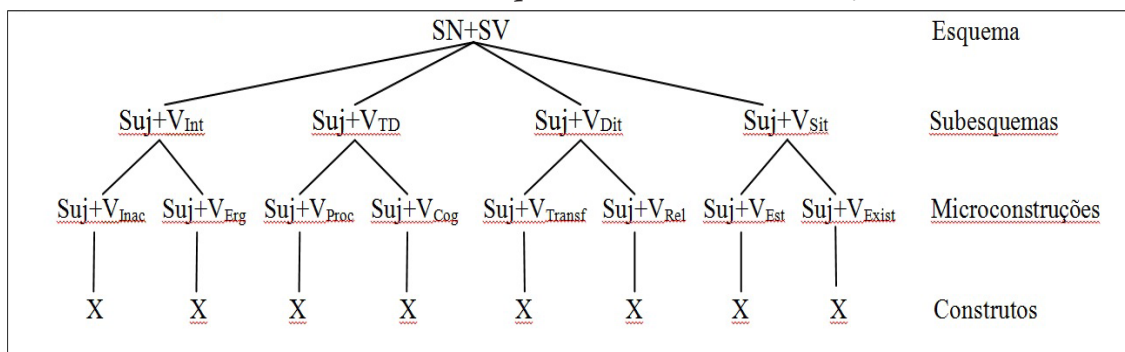 SN+SV Esquema
Suj+VInt Suj+VTD Suj+VDit Suj+VSit Subesquemas
Suj+VInac Suj+VErg Suj+VProc Suj+VCog Suj+VTransf Suj+VRel Suj+VEst Suj+VExist Microconstruções
X X X X X X X X Construtos